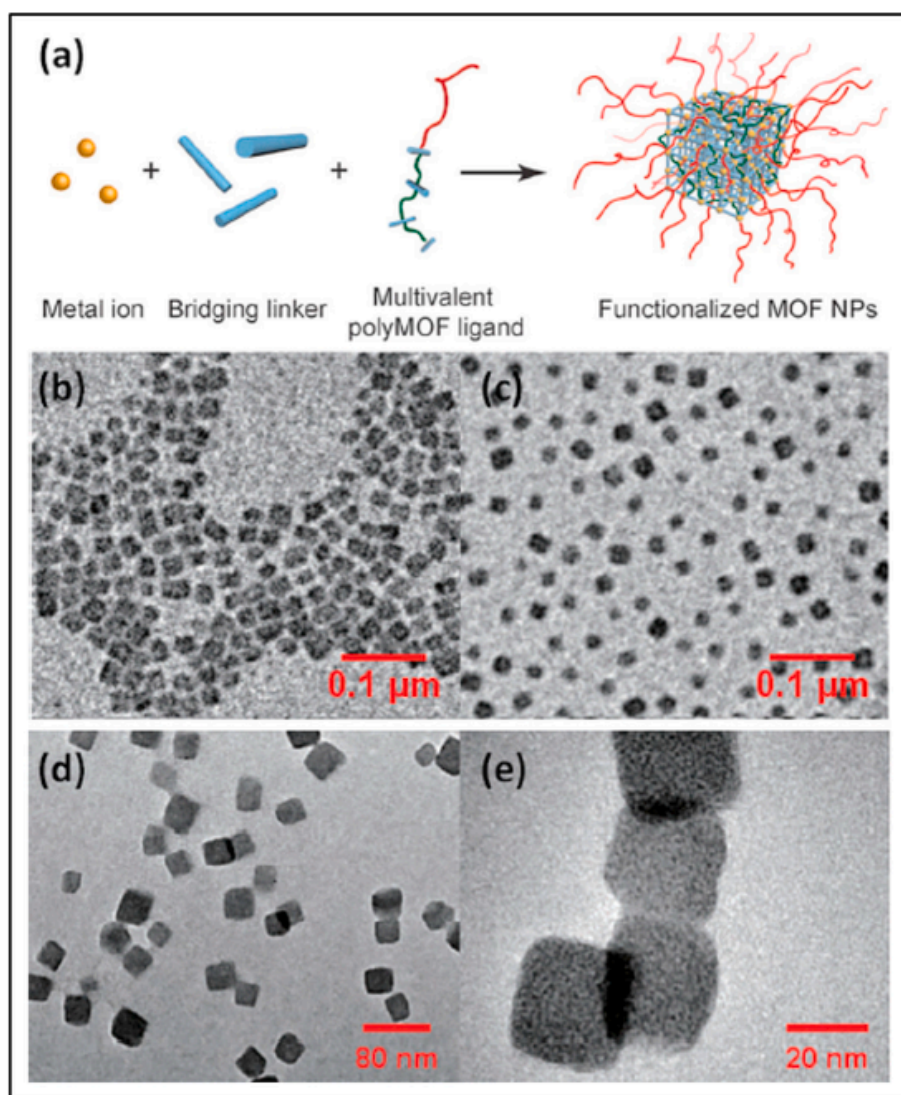 (a)
+
+
Metal ion
Bridging linker
Multivalent
polyMOF ligand
Functionalized MOF NPs
(b)
(c)
0.1 μm
0.1 μm
(d)
(e)
80 nm
20 nm